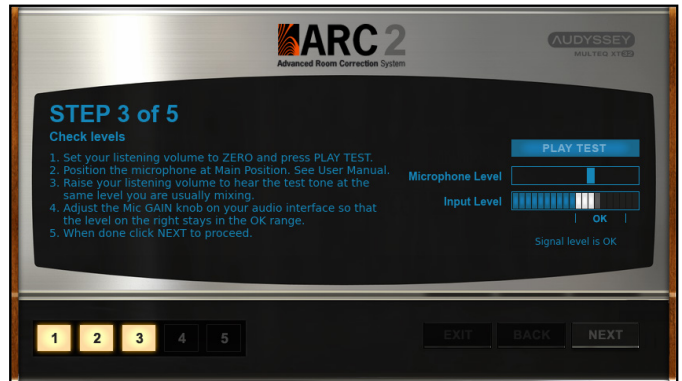 ARC 2
Advanced Room Correction System
AUDYSSEY
MULTEQ XT32
STEP 3 of 5
Check levels
1. Set your listening volume to ZERO and press PLAY TEST.
2. Position the microphone at Main Position. See User Manual.
3. Raise your listening volume to hear the test tone at the
same level you are usually mixing.
4. Adjust the Mic GAIN knob on your audio interface so that
the level on the right stays in the OK range.
5. When done click NEXT to proceed.
PLAY TEST
Microphone Level
Input Level
OK
Signal level is OK
1 2 3 4 5
EXIT BACK NEXT